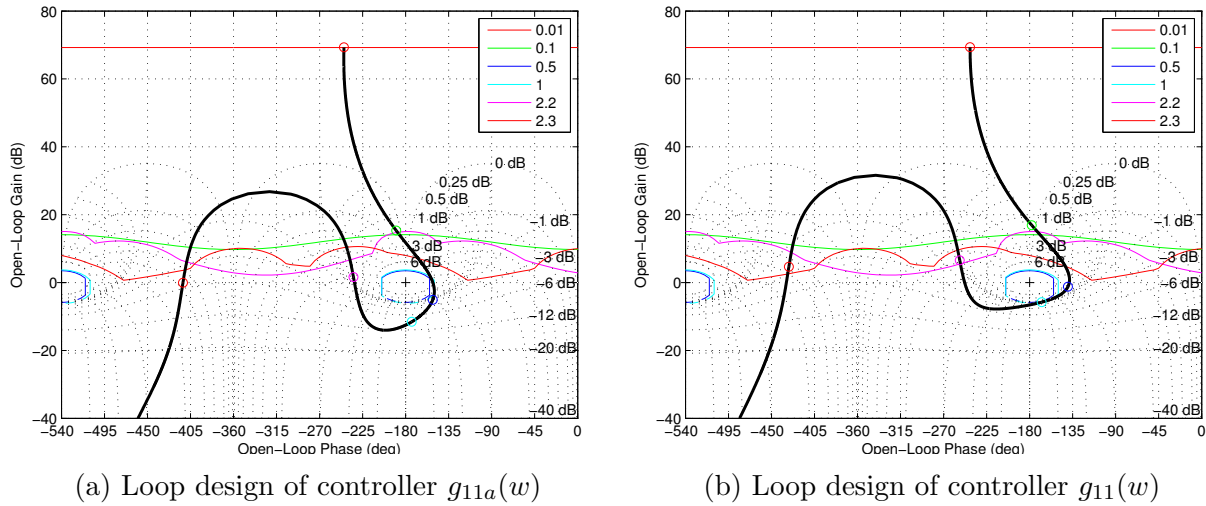 80
60
40
20
0
−20
−40
Open−Loop Gain (dB)
−540 −495 −450 −405 −360 −315 −270 −225 −180 −135 −90 −45 0
Open−Loop Phase (deg)
0.01
0.1
0.5
1
2.2
2.3
0 dB
0.25 dB
0.5 dB
1 dB
−1 dB
3 dB
−3 dB
6 dB
−6 dB
−12 dB
−20 dB
−40 dB
(a) Loop design of controller g11a(w)
80
60
40
20
0
−20
−40
Open−Loop Gain (dB)
−540 −495 −450 −405 −360 −315 −270 −225 −180 −135 −90 −45 0
Open−Loop Phase (deg)
0.01
0.1
0.5
1
2.2
2.3
0 dB
0.25 dB
0.5 dB
1 dB
−1 dB
3 dB
−3 dB
6 dB
−6 dB
−12 dB
−20 dB
−40 dB
(b) Loop design of controller g11(w)